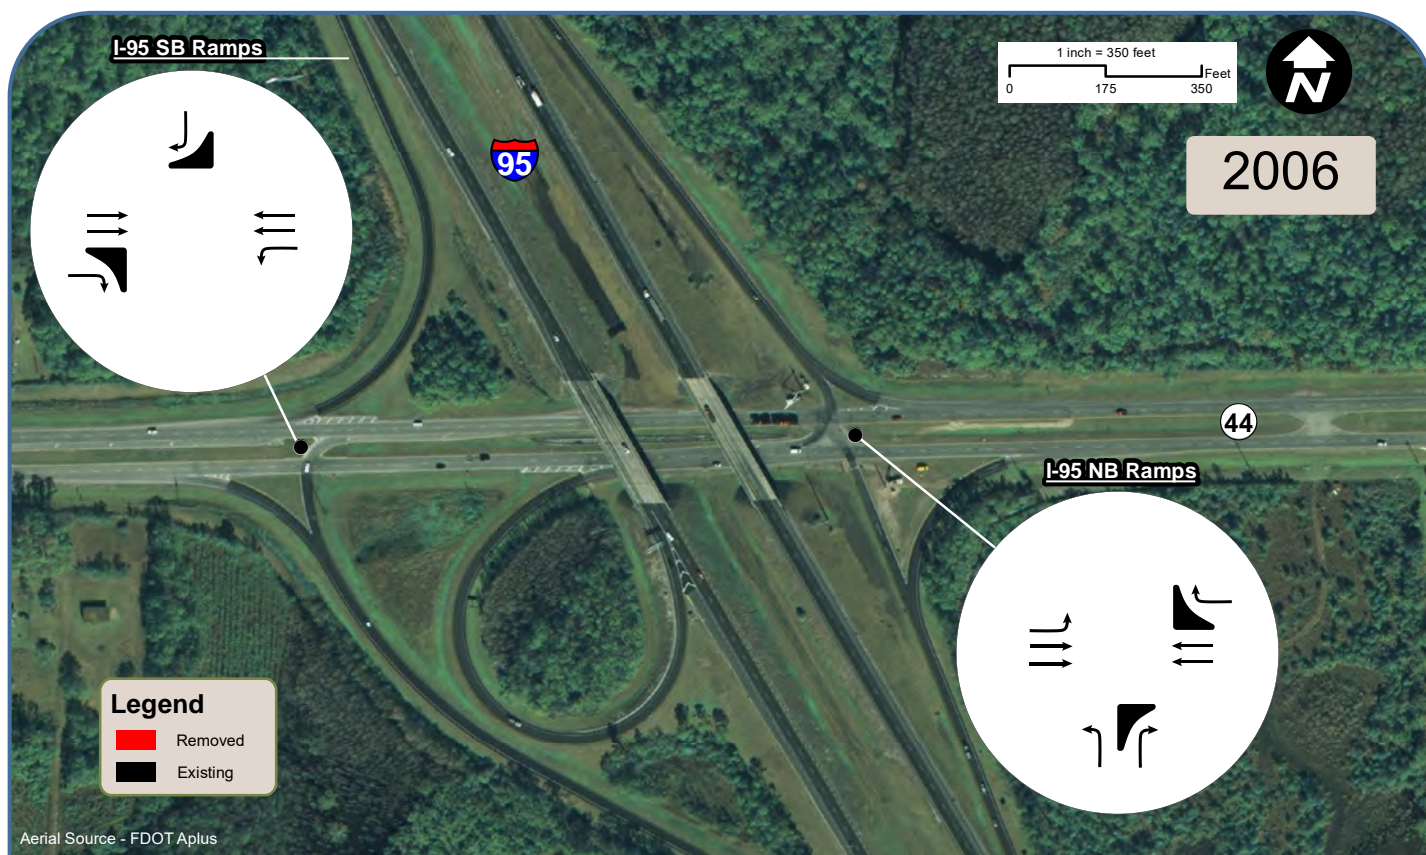 I-95 SB Ramps
1 inch = 350 feet
Feet
0 175 350
N
95
2006
44
I-95 NB Ramps
Legend
Removed
Existing
Aerial Source - FDOT Aplus